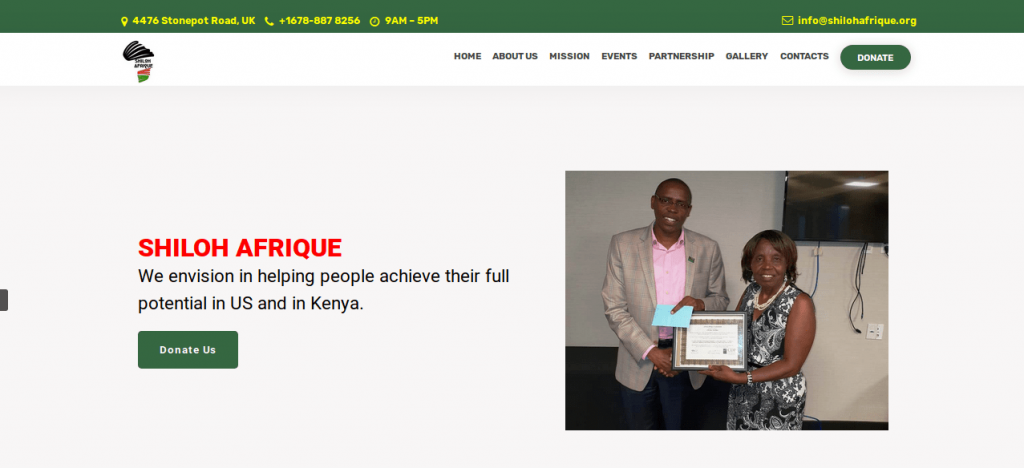 4476 Stonepot Road, UK +1678-887 8256 9AM – 5PM info@shilohafrique.org
SHILOH
AFRIQUE
HOME ABOUT US MISSION EVENTS PARTNERSHIP GALLERY CONTACTS DONATE
SHILOH AFRIQUE
We envision in helping people achieve their full
potential in US and in Kenya.
Donate Us